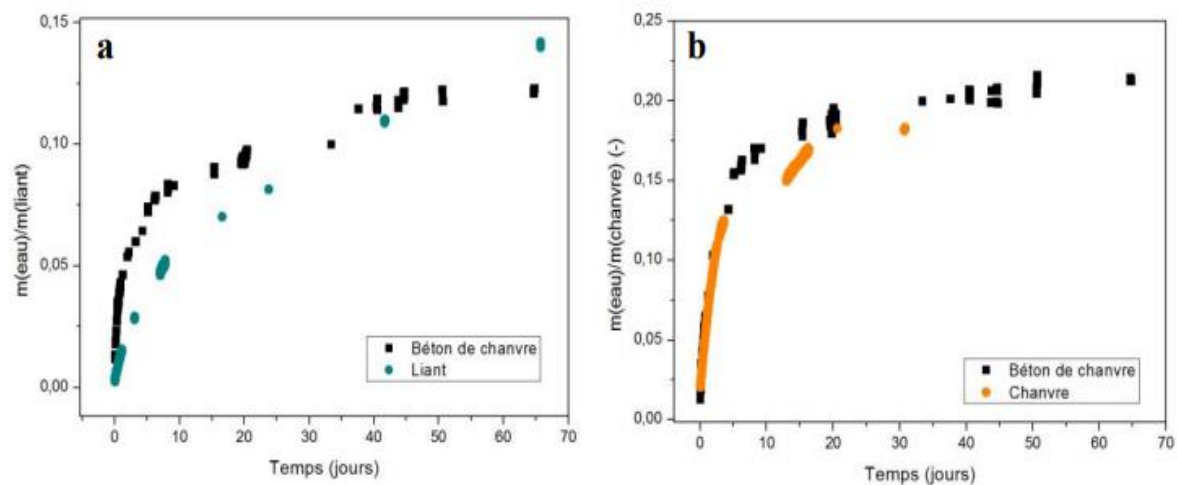 a
0,15
0,10
0,05
0,00
m(eau)/m(liant)
0 10 20 30 40 50 60 70
Temps (jours)
Béton de chanvre
Liant
b
0,25
0,20
0,15
0,10
0,05
0,00
m(eau)/m(chanvre) (-)
0 10 20 30 40 50 60 70
Temps (jours)
Béton de chanvre
Chanvre